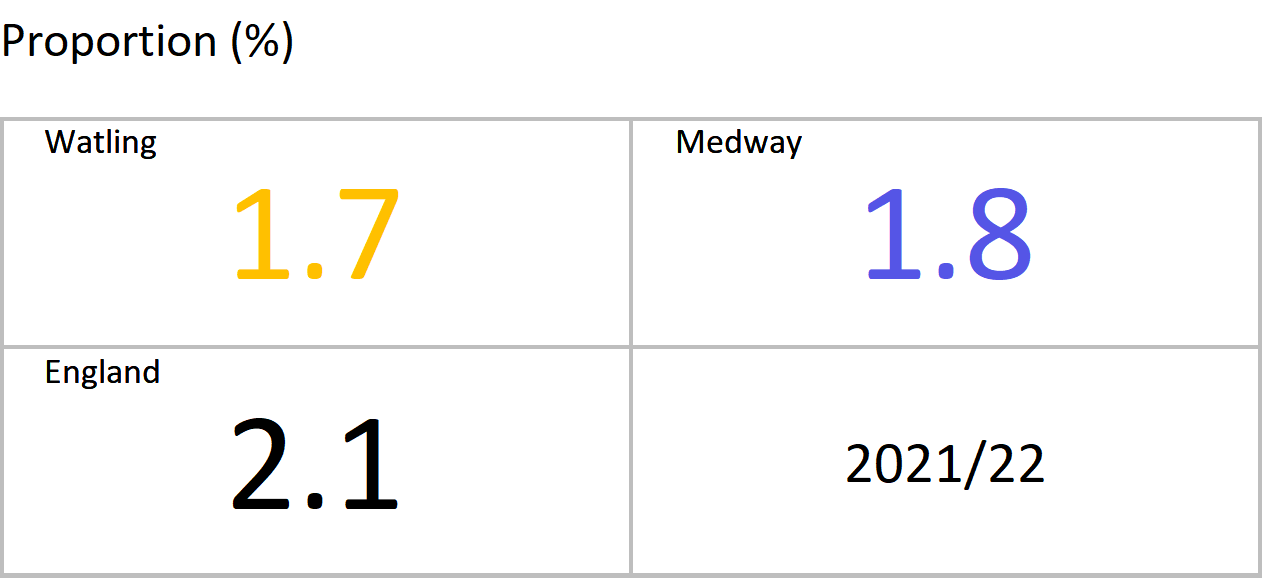 Proportion (%)
Watling
1.7
Medway
1.8
England
2.1
2021/22